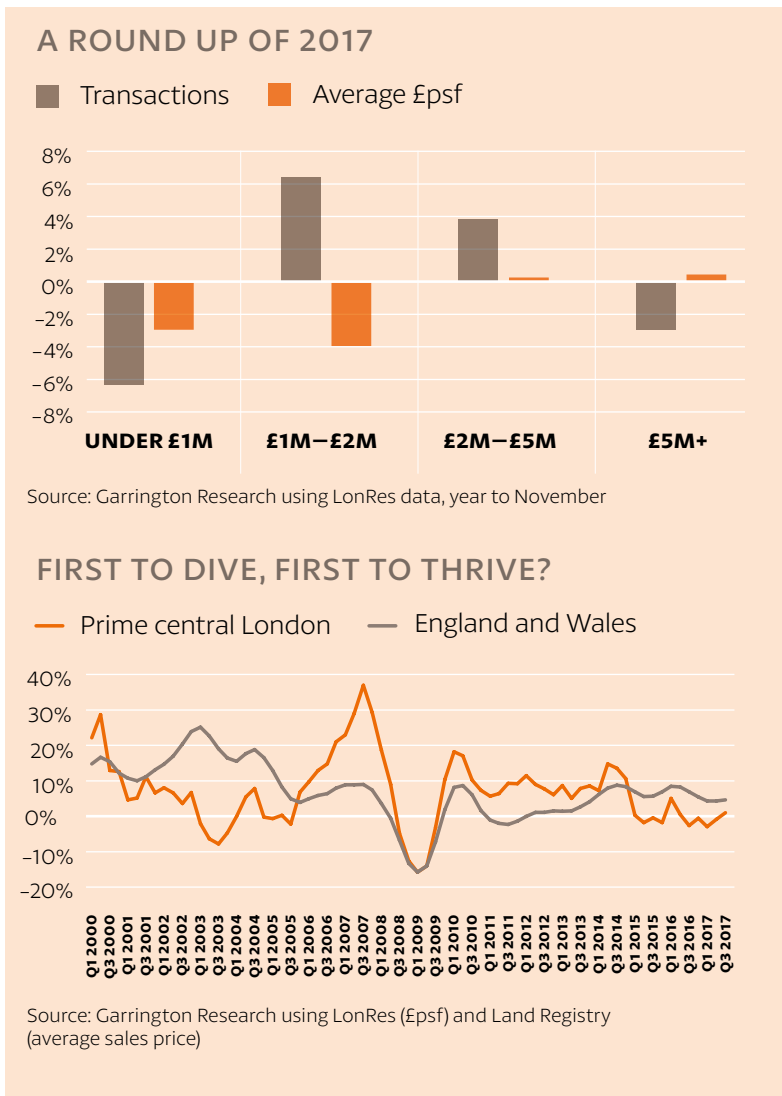 A ROUND UP OF 2017
Transactions Average £psf
8%
6%
4%
2%
0%
–2%
–4%
–6%
–8%
UNDER £1M £1M–£2M £2M–£5M £5M+
Source: Garrington Research using LonRes data, year to November
FIRST TO DIVE, FIRST TO THRIVE?
Prime central London England and Wales
40%
30%
20%
10%
0%
–10%
–20%
Q1 2000
Q3 2000
Q1 2001
Q3 2001
Q1 2002
Q3 2002
Q1 2003
Q3 2003
Q1 2004
Q3 2004
Q1 2005
Q3 2005
Q1 2006
Q3 2006
Q1 2007
Q3 2007
Q1 2008
Q3 2008
Q1 2009
Q3 2009
Q1 2010
Q3 2010
Q1 2011
Q3 2011
Q1 2012
Q3 2012
Q1 2013
Q3 2013
Q1 2014
Q3 2014
Q1 2015
Q3 2015
Q1 2016
Q3 2016
Q1 2017
Q3 2017
Source: Garrington Research using LonRes (£psf) and Land Registry
(average sales price)